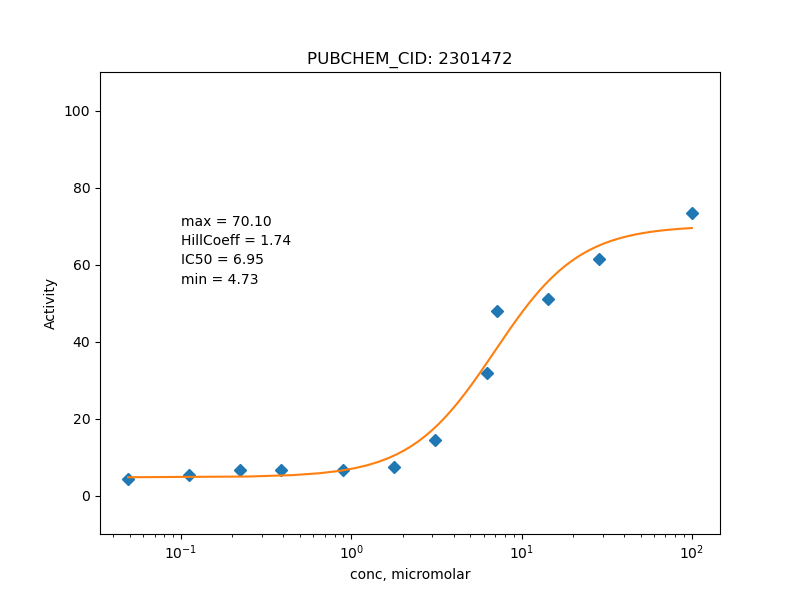 PUBCHEM_CID: 2301472
100
80
60
40
20
0
Activity
max = 70.10
HillCoeff = 1.74
IC50 = 6.95
min = 4.73
10⁻¹
10⁰
10¹
10²
conc, micromolar